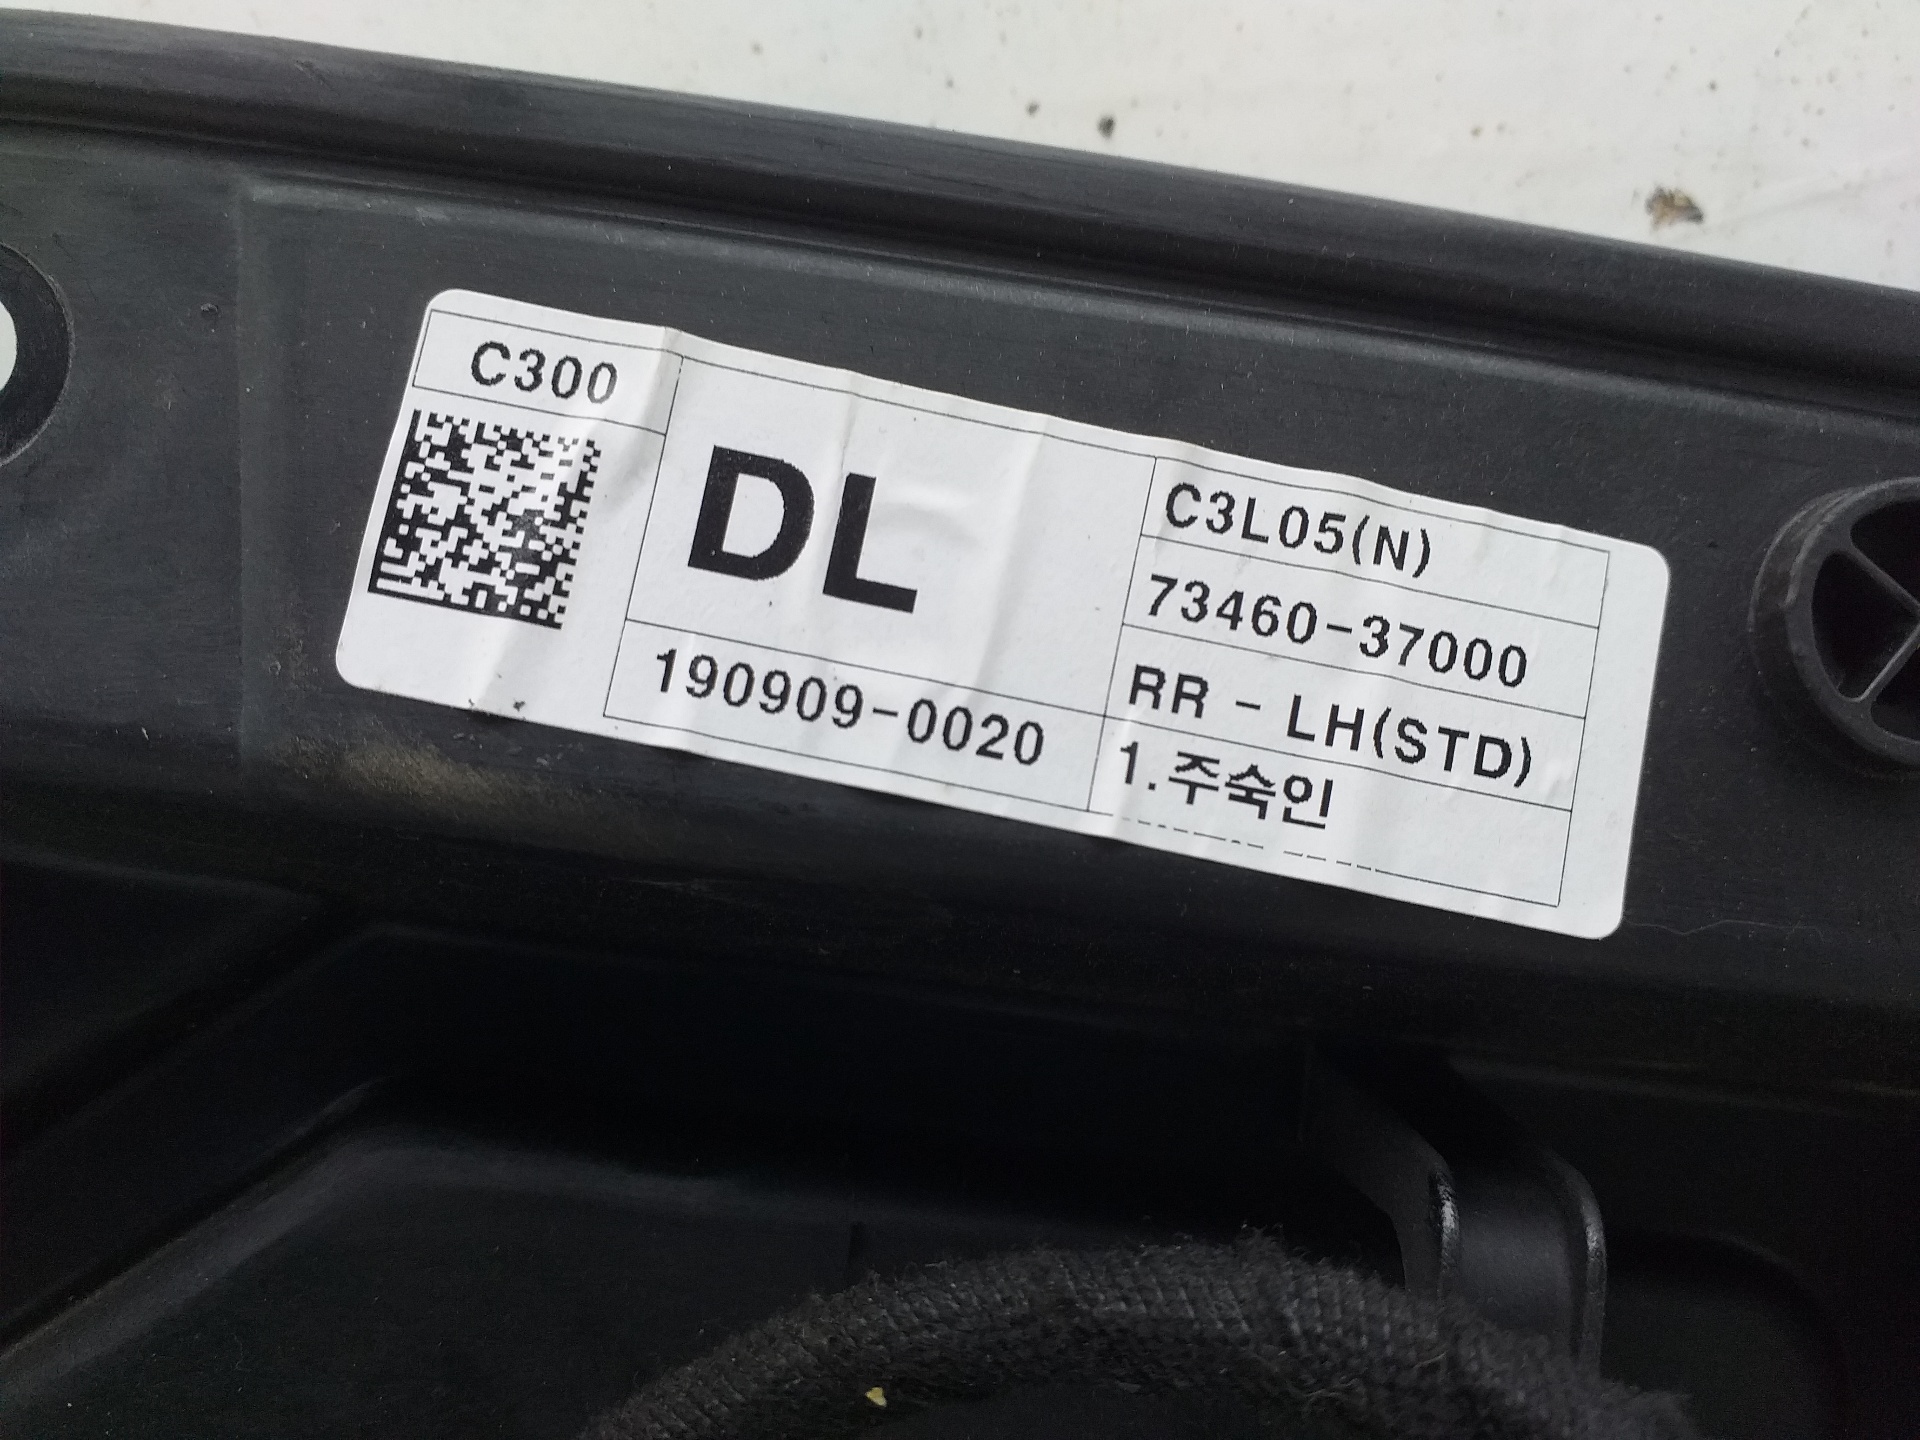 C300
DL
190909-0020
C3L05(N)
73460-37000
RR - LH(STD)
1.주숙인